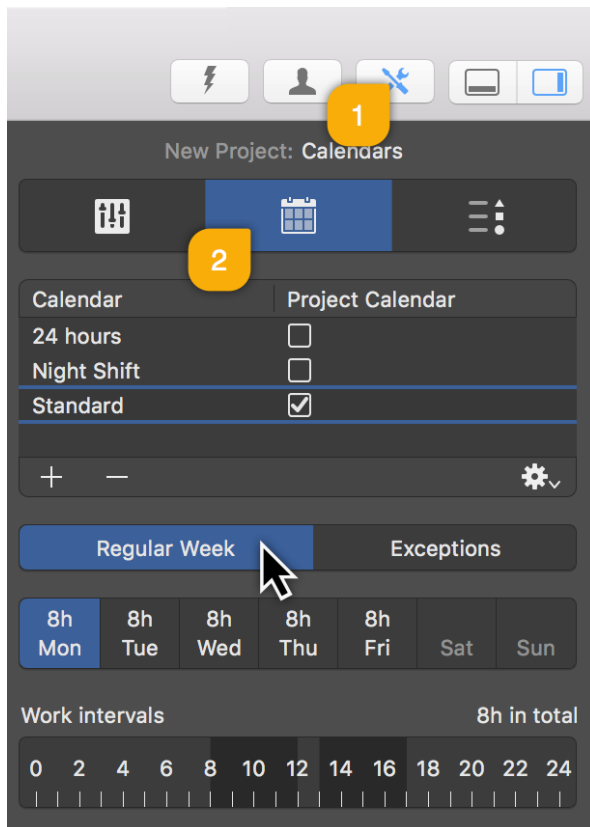 1
New Project: Calendars
2
Calendar Project Calendar
24 hours
Night Shift
Standard
Regular Week Exceptions
8h 8h 8h 8h 8h
Mon Tue Wed Thu Fri Sat Sun
Work intervals 8h in total
0 2 4 6 8 10 12 14 16 18 20 22 24